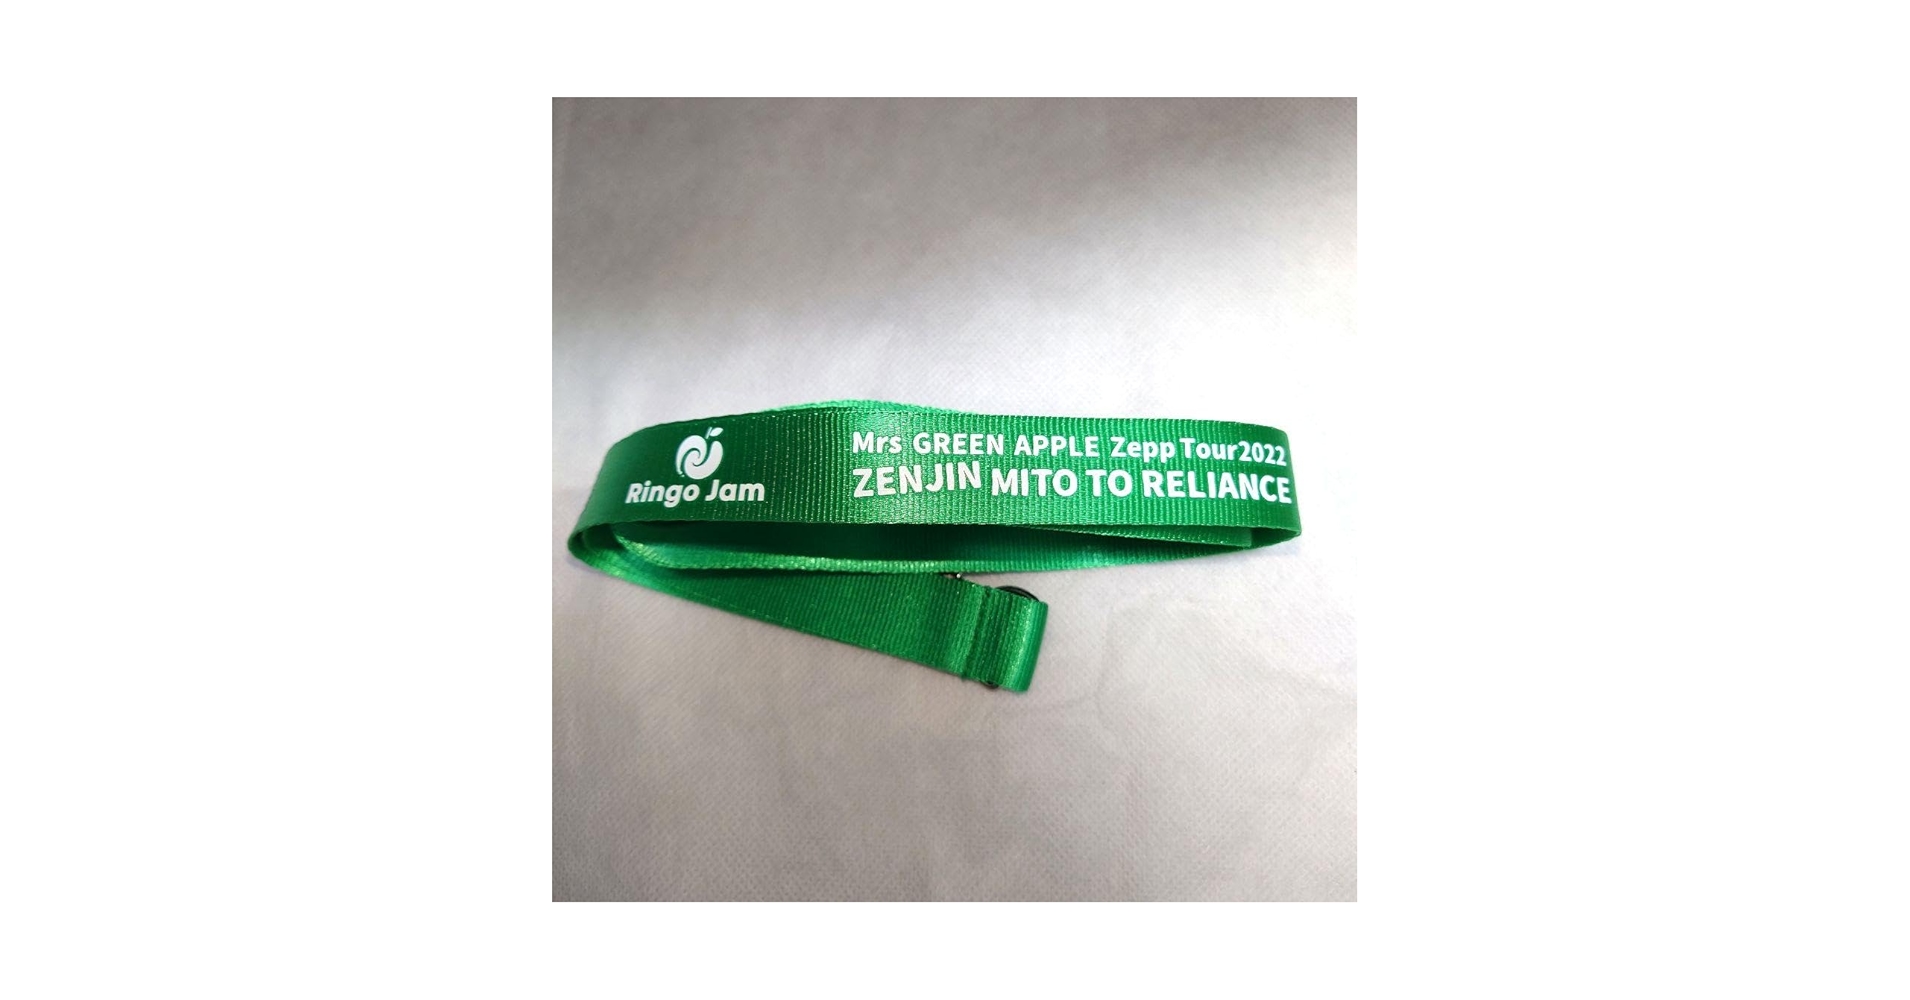 Ringo Jam
Mrs GREEN APPLE Zepp Tour2022
ZENJIN MITO TO RELIANCE